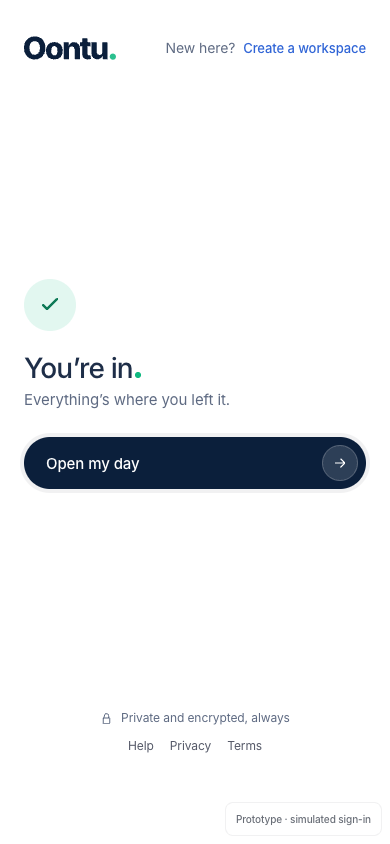 Oontu.
New here? Create a workspace
You’re in.
Everything’s where you left it.
Open my day
Private and encrypted, always
Help Privacy Terms
Prototype · simulated sign-in